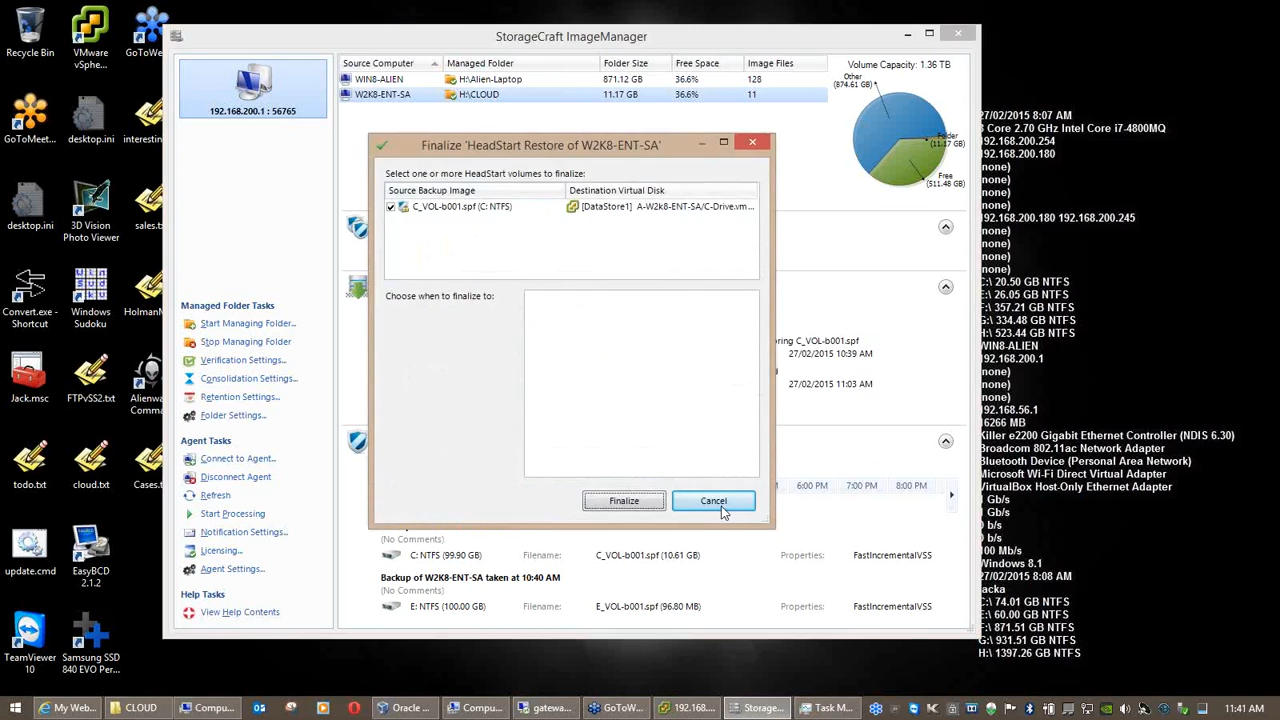 Recycle Bin
VMware vSphe...
GoToWe
GoToMeet...
desktop.ini
interestin
desktop.ini
3D Vision Photo Viewer
sales.t
Convert.exe - Shortcut
Windows Sudoku
Holman
Jack.msc
FTPvSS2.txt
Alienw
Comma
todo.txt
cloud.txt
Cases.t
update.cmd
EasyBCD 2.1.2
TeamViewer 10
Samsung SSD 840 EVO Per...
StorageCraft ImageManager
192.168.200.1 : 56765
Source Computer Managed Folder Folder Size Free Space Image Files
WIN8-ALIEN H:\Alien-Laptop 871.12 GB 36.6% 128
W2K8-ENT-SA H:\CLOUD 11.17 GB 36.6% 11
Volume Capacity: 1.36 TB
Other
(874.61 GB)
Folder
(11.17 GB)
Free
(511.48 GB)
Finalize 'HeadStart Restore of W2K8-ENT-SA'
Select one or more HeadStart volumes to finalize:
Source Backup Image Destination Virtual Disk
C_VOL-b001.spf (C: NTFS) [DataStore1] A-W2k8-ENT-SA/C-Drive.vm...
Choose when to finalize to:
Finalize Cancel
ring C_VOL-b001.spf
27/02/2015 10:39 AM
27/02/2015 11:03 AM
6:00 PM 7:00 PM 8:00 PM
(No Comments)
C: NTFS (99.90 GB) Filename: C_VOL-b001.spf (10.61 GB) Properties: FastIncrementalVSS
Backup of W2K8-ENT-SA taken at 10:40 AM
(No Comments)
E: NTFS (100.00 GB) Filename: E_VOL-b001.spf (96.80 MB) Properties: FastIncrementalVSS
Managed Folder Tasks
Start Managing Folder...
Stop Managing Folder
Verification Settings...
Consolidation Settings...
Retention Settings...
Folder Settings...
Agent Tasks
Connect to Agent...
Disconnect Agent
Refresh
Start Processing
Notification Settings...
Licensing...
Agent Settings...
Help Tasks
View Help Contents
27/02/2015 8:07 AM
8 Core 2.70 GHz Intel Core i7-4800MQ
192.168.200.254
192.168.200.180
none)
none)
none)
192.168.200.180 192.168.200.245
none)
none)
none)
C:\ 20.50 GB NTFS
E:\ 26.05 GB NTFS
F:\ 357.21 GB NTFS
G:\ 334.48 GB NTFS
H:\ 523.44 GB NTFS
WIN8-ALIEN
192.168.200.1
none)
none)
none)
192.168.56.1
16266 MB
Killer e2200 Gigabit Ethernet Controller (NDIS 6.30)
Broadcom 802.11ac Network Adapter
Bluetooth Device (Personal Area Network)
Microsoft Wi-Fi Direct Virtual Adapter
VirtualBox Host-Only Ethernet Adapter
1 Gb/s
1 Gb/s
0 b/s
0 b/s
100 Mb/s
Windows 8.1
27/02/2015 8:08 AM
acka
C:\ 74.01 GB NTFS
E:\ 60.00 GB NTFS
F:\ 871.51 GB NTFS
G:\ 931.51 GB NTFS
H:\ 1397.26 GB NTFS
My Web... CLOUD Compu... Oracle ... Compu... gatewa... GoToW... 192.168.... Storage... Task M... 11:41 AM